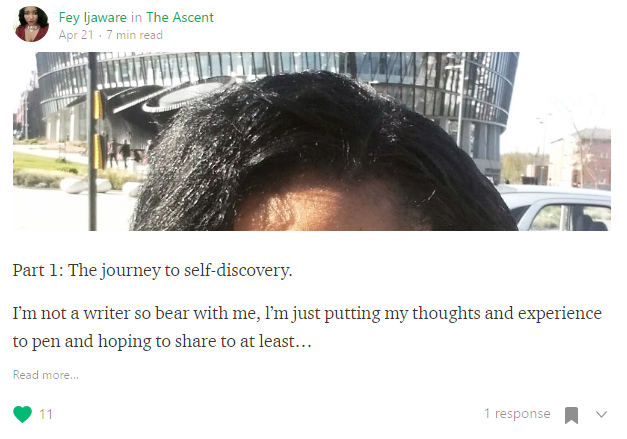 Fey Ijaware in The Ascent
Apr 21 · 7 min read
Part 1: The journey to self-discovery.
I'm not a writer so bear with me, I'm just putting my thoughts and experience
to pen and hoping to share to at least…
Read more...
11
1 response